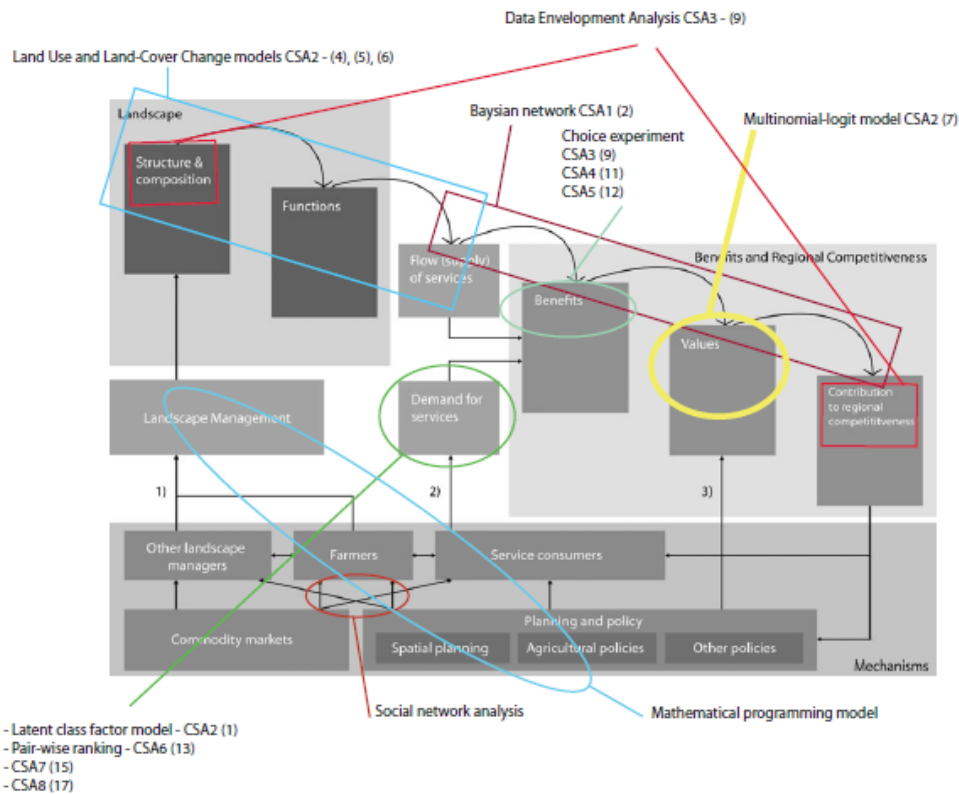 Data Envelopment Analysis CSA3 - (9)
Land Use and Land-Cover Change models CSA2 - (4), (5), (6)
Landscape
Baysian network CSA1 (2)
Choice experiment
CSA3 (9)
CSA4 (11)
CSA5 (12)
Multinomial-logit model CSA2 (7)
Structure &
composition
Functions
Flow (supply)
of services
Benefits and Regional Competitiveness
Benefits
Values
Contribution
to regional
competititveness
Landscape Management
Demand for
services
1)
2)
3)
Other landscape
managers
Farmers
Service consumers
Commodity markets
Planning and policy
Spatial planning
Agricultural policies
Other policies
Mechanisms
Social network analysis
Mathematical programming model
- Latent class factor model - CSA2 (1)
- Pair-wise ranking - CSA6 (13)
- CSA7 (15)
- CSA8 (17)